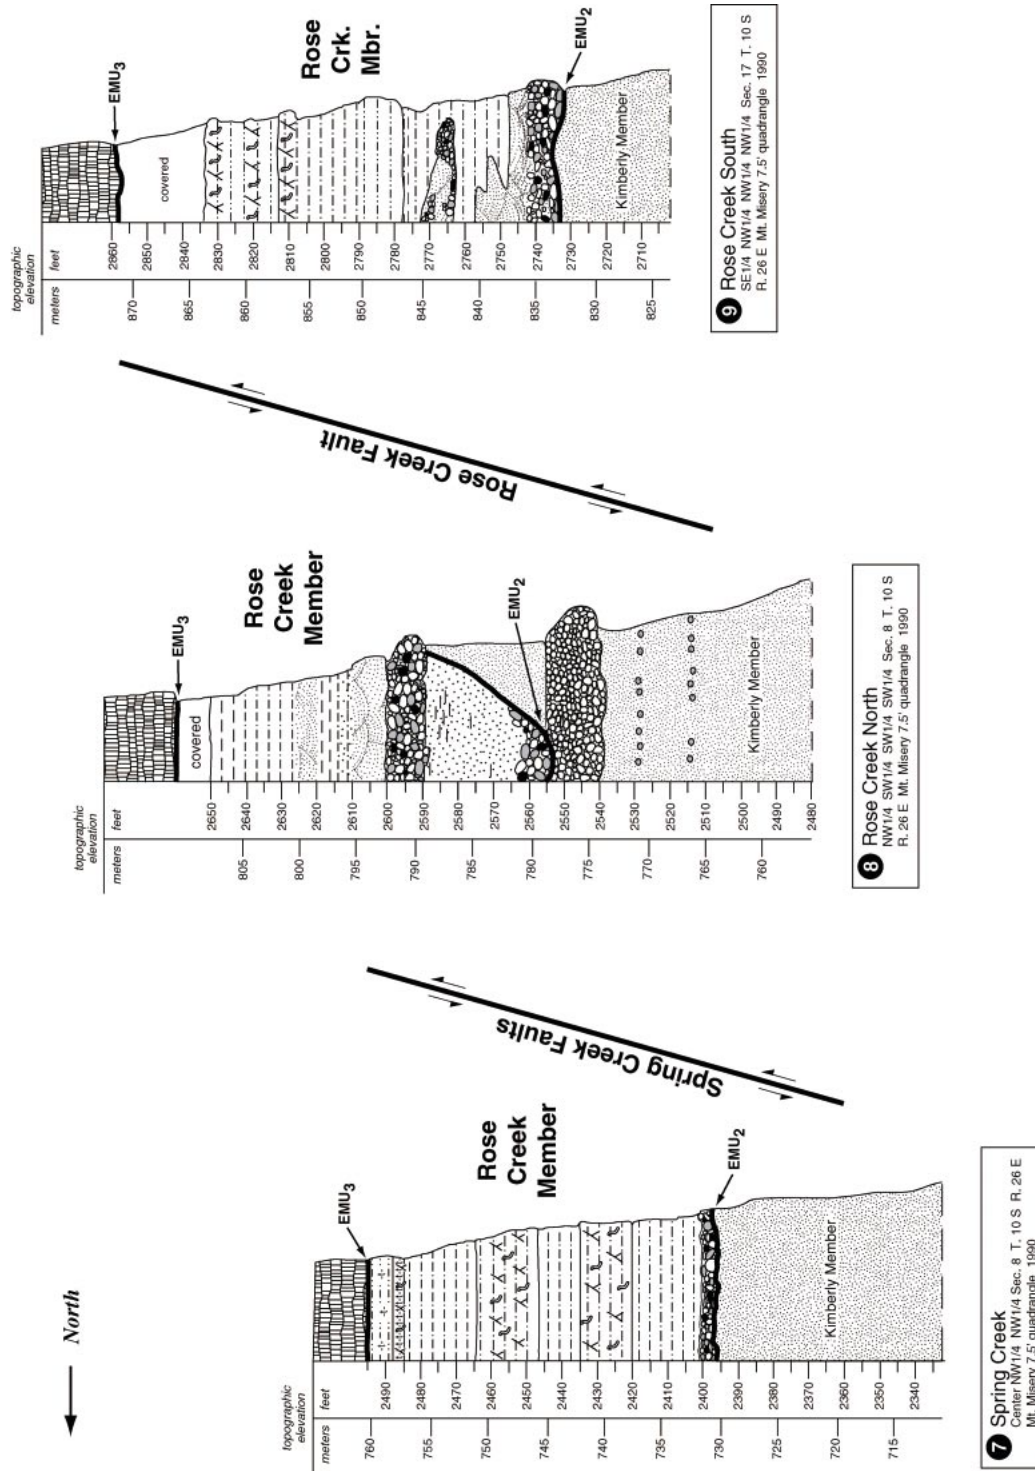 North
topographic
elevation
meters feet
760
755
750
745
740
735
730
725
720
715
2490
2480
2470
2460
2450
2440
2430
2420
2410
2400
2390
2380
2370
2360
2350
2340
EMU3
Rose
Creek
Member
EMU2
Kimberly Member
7 Spring Creek
Center NW1/4 NW1/4 Sec. 8 T. 10 S R. 26 E
Mt. Misery 7.5' quadrangle 1990
Spring Creek Faults
topographic
elevation
meters feet
805
800
795
790
785
780
775
770
765
760
2650
2640
2630
2620
2610
2600
2590
2580
2570
2560
2550
2540
2530
2520
2510
2500
2490
2480
EMU3
covered
Rose
Creek
Member
EMU2
Kimberly Member
8 Rose Creek North
NW1/4 SW1/4 SW1/4 SW1/4 Sec. 8 T. 10 S
R. 26 E Mt. Misery 7.5' quadrangle 1990
Rose Creek Fault
topographic
elevation
meters feet
870
865
860
855
850
845
840
835
830
825
2860
2850
2840
2830
2820
2810
2800
2790
2780
2770
2760
2750
2740
2730
2720
2710
EMU3
covered
Rose
Crk.
Mbr.
EMU2
Kimberly Member
9 Rose Creek South
SE1/4 NW1/4 NW1/4 NW1/4 Sec. 17 T. 10 S
R. 26 E Mt. Misery 7.5' quadrangle 1990